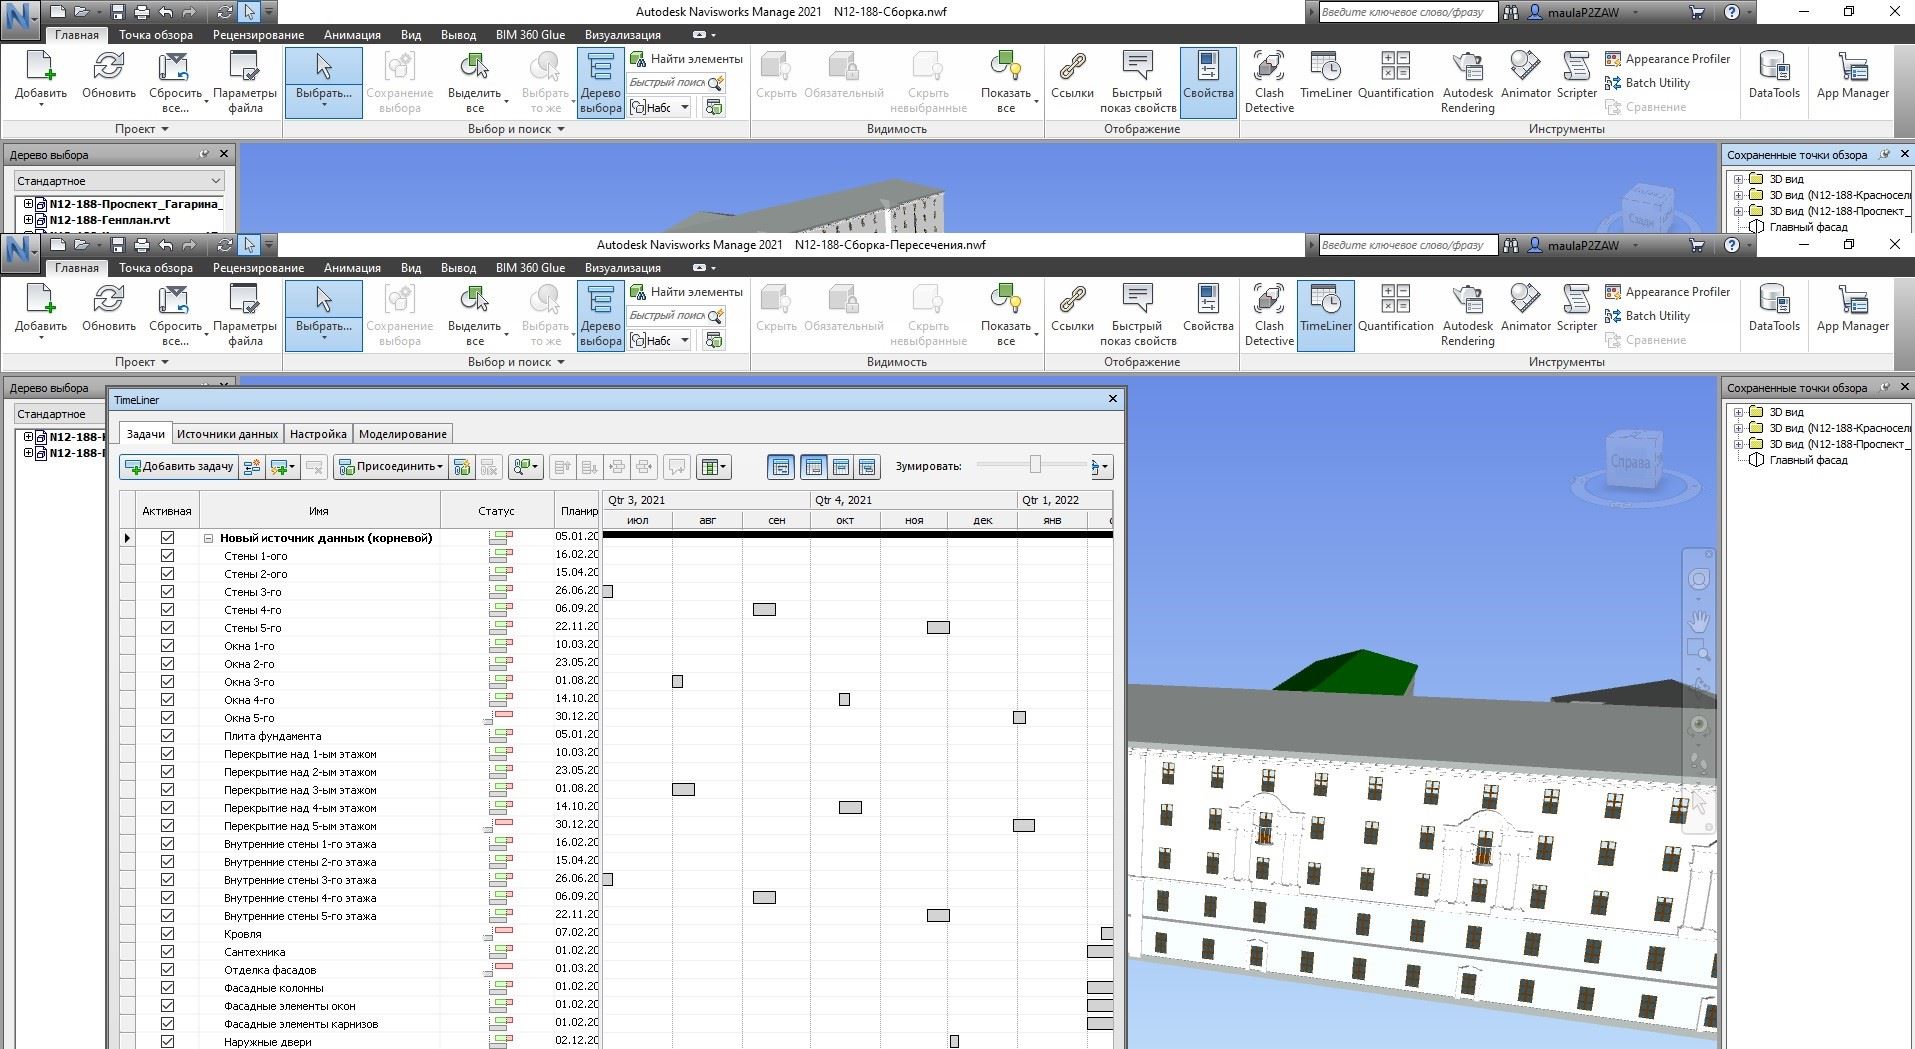 Autodesk Navisworks Manage 2021 N12-188-Сборка.nwf
Введите ключевое слово/фразу
maulaP2ZAW
Главная Точка обзора Рецензирование Анимация Вид Вывод BIM 360 Glue Визуализация
Добавить
Обновить
Сбросить все...
Параметры файла
Проект
Выбрать...
Сохранение выбора
Выделить все
Выбрать то же
Дерево выбора
Найти элементы
Быстрый поиск
Набс
Выбор и поиск
Скрыть
Обязательный
Скрыть невыбранные
Показать все
Видимость
Ссылки
Быстрый показ свойств
Свойства
Отображение
Clash Detective
TimeLiner
Quantification
Autodesk Rendering
Animator
Scripter
Appearance Profiler
Batch Utility
Сравнение
Инструменты
DataTools
App Manager
Дерево выбора
Стандартное
N12-188-Проспект_Гагарина_
N12-188-Генплан.rvt
Сзади
Сохраненные точки обзора
3D вид
3D вид (N12-188-Красносел
3D вид (N12-188-Проспект_
Главный фасад
Autodesk Navisworks Manage 2021 N12-188-Сборка-Пересечения.nwf
Введите ключевое слово/фразу
maulaP2ZAW
Главная Точка обзора Рецензирование Анимация Вид Вывод BIM 360 Glue Визуализация
Добавить
Обновить
Сбросить все...
Параметры файла
Проект
Выбрать...
Сохранение выбора
Выделить все
Выбрать то же
Дерево выбора
Найти элементы
Быстрый поиск
Набс
Выбор и поиск
Скрыть
Обязательный
Скрыть невыбранные
Показать все
Видимость
Ссылки
Быстрый показ свойств
Свойства
Отображение
Clash Detective
TimeLiner
Quantification
Autodesk Rendering
Animator
Scripter
Appearance Profiler
Batch Utility
Сравнение
Инструменты
DataTools
App Manager
Дерево выбора
Стандартное
N12-188-
N12-188-
TimeLiner
Задачи Источники данных Настройка Моделирование
Добавить задачу Присоединить Зумировать:
Активная Имя Статус Планир
Qtr 3, 2021 Qtr 4, 2021 Qtr 1, 2022
июл авг сен окт ноя дек янв
Новый источник данных (корневой) 05.01.20
Стены 1-ого 16.02.20
Стены 2-ого 15.04.20
Стены 3-го 26.06.20
Стены 4-го 06.09.20
Стены 5-го 22.11.20
Окна 1-го 10.03.20
Окна 2-го 23.05.20
Окна 3-го 01.08.20
Окна 4-го 14.10.20
Окна 5-го 30.12.20
Плита фундамента 05.01.20
Перекрытие над 1-ым этажом 10.03.20
Перекрытие над 2-ым этажом 23.05.20
Перекрытие над 3-ым этажом 01.08.20
Перекрытие над 4-ым этажом 14.10.20
Перекрытие над 5-ым этажом 30.12.20
Внутренние стены 1-го этажа 16.02.20
Внутренние стены 2-го этажа 15.04.20
Внутренние стены 3-го этажа 26.06.20
Внутренние стены 4-го этажа 06.09.20
Внутренние стены 5-го этажа 22.11.20
Кровля 07.02.20
Сантехника 01.02.20
Отделка фасадов 01.03.20
Фасадные колонны 01.02.20
Фасадные элементы окон 01.02.20
Фасадные элементы карнизов 01.02.20
Наружные двери 02.12.20
Справа
Сохраненные точки обзора
3D вид
3D вид (N12-188-Красносел
3D вид (N12-188-Проспект_
Главный фасад